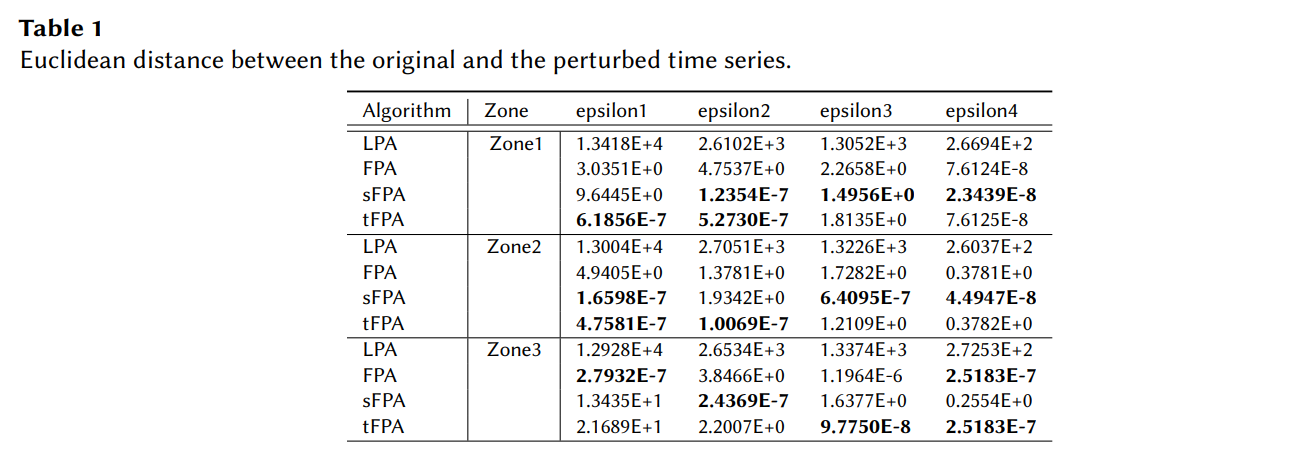 Table 1
Euclidean distance between the original and the perturbed time series.
Algorithm Zone epsilon1 epsilon2 epsilon3 epsilon4
LPA Zone1 1.3418E+4 2.6102E+3 1.3052E+3 2.6694E+2
FPA 3.0351E+0 4.7537E+0 2.2658E+0 7.6124E-8
sFPA 9.6445E+0 1.2354E-7 1.4956E+0 2.3439E-8
tFPA 6.1856E-7 5.2730E-7 1.8135E+0 7.6125E-8
LPA Zone2 1.3004E+4 2.7051E+3 1.3226E+3 2.6037E+2
FPA 4.9405E+0 1.3781E+0 1.7282E+0 0.3781E+0
sFPA 1.6598E-7 1.9342E+0 6.4095E-7 4.4947E-8
tFPA 4.7581E-7 1.0069E-7 1.2109E+0 0.3782E+0
LPA Zone3 1.2928E+4 2.6534E+3 1.3374E+3 2.7253E+2
FPA 2.7932E-7 3.8466E+0 1.1964E-6 2.5183E-7
sFPA 1.3435E+1 2.4369E-7 1.6377E+0 0.2554E+0
tFPA 2.1689E+1 2.2007E+0 9.7750E-8 2.5183E-7